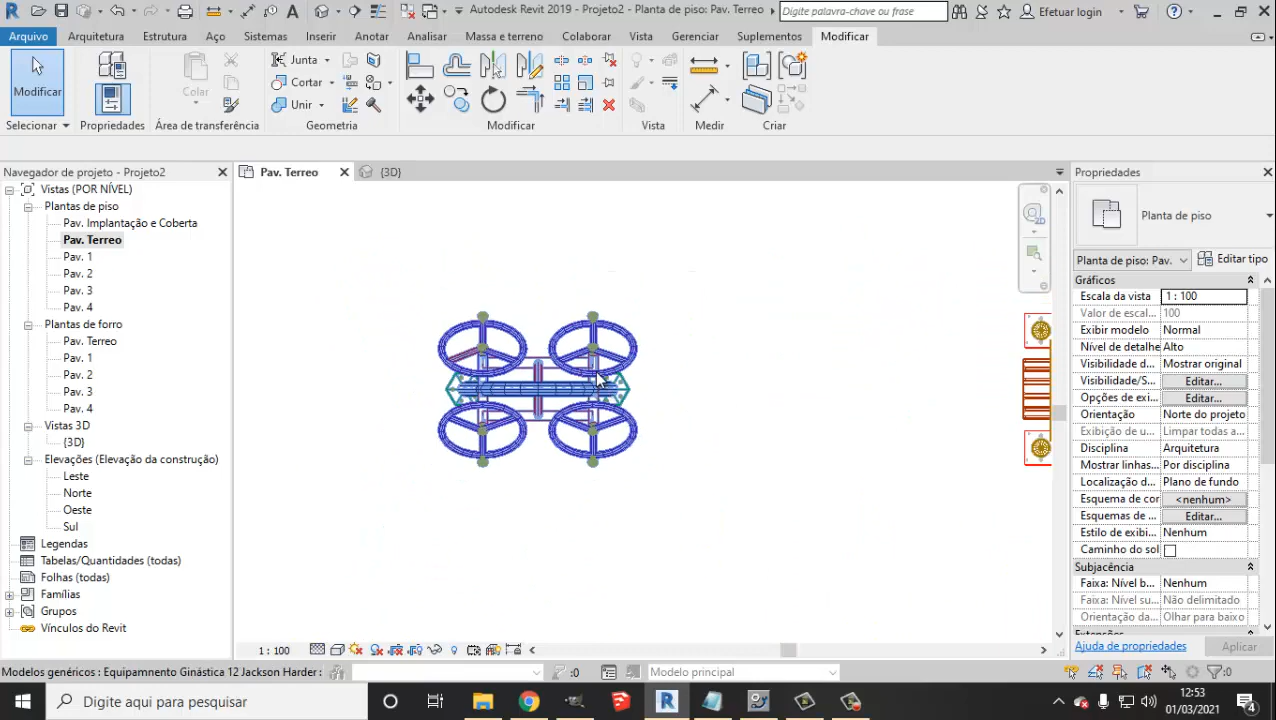 Autodesk Revit 2019 - Projeto2 - Planta de piso: Pav. Terreo
Digite palavra-chave ou frase
Efetuar login
Arquivo Arquitetura Estrutura Aço Sistemas Inserir Anotar Analisar Massa e terreno Colaborar Vista Gerenciar Suplementos Modificar
Modificar
Colar
Junta
Cortar
Unir
Selecionar Propriedades Área de transferência Geometria Modificar Vista Medir Criar
Navegador de projeto - Projeto2
Vistas (POR NÍVEL)
Plantas de piso
Pav. Implantação e Coberta
Pav. Terreo
Pav. 1
Pav. 2
Pav. 3
Pav. 4
Plantas de forro
Pav. Terreo
Pav. 1
Pav. 2
Pav. 3
Pav. 4
Vistas 3D
{3D}
Elevações (Elevação da construção)
Leste
Norte
Oeste
Sul
Legendas
Tabelas/Quantidades (todas)
Folhas (todas)
Famílias
Grupos
Vínculos do Revit
Pav. Terreo
{3D}
2D
1 : 100
Propriedades
Planta de piso
Planta de piso: Pav.
Editar tipo
Gráficos
Escala da vista 1 : 100
Valor de escal... 100
Exibir modelo Normal
Nível de detalhe Alto
Visibilidade d... Mostrar original
Visibilidade/S... Editar...
Opções de exi... Editar...
Orientação Norte do projeto
Exibição de u... Limpar todas a...
Disciplina Arquitetura
Mostrar linhas... Por disciplina
Localização d... Plano de fundo
Esquema de cor <nenhum>
Esquemas de ... Editar...
Estilo de exibi... Nenhum
Caminho do sol
Subjacência
Faixa: Nível b... Nenhum
Faixa: Nível su... Não delimitado
Orientação da... Olhar para baixo
Extensões
Ajuda de propriedades
Aplicar
Modelos genéricos : Equipamnento Ginástica 12 Jackson Harder :
:0
Modelo principal
:0
Digite aqui para pesquisar
12:53
01/03/2021
4